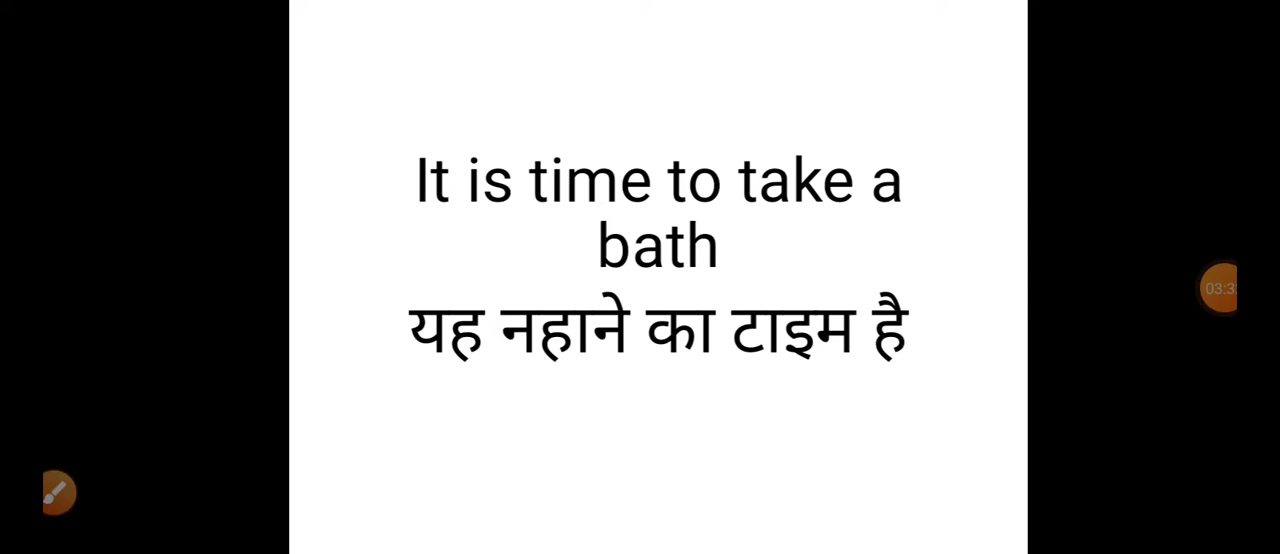 It is time to take a
bath
यह नहाने का टाइम है